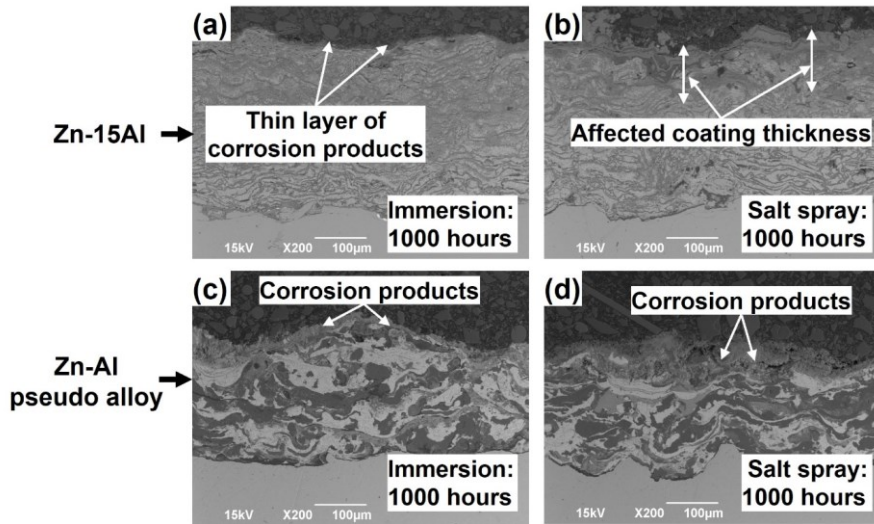 (a)
Thin layer of
corrosion products
Immersion:
1000 hours
15kV X200 100µm
(b)
Affected coating thickness
Salt spray:
1000 hours
15kV X200 100µm
Zn-15Al
(c)
Corrosion products
Immersion:
1000 hours
15kV X200 100µm
(d)
Corrosion products
Salt spray:
1000 hours
15kV X200 100µm
Zn-Al
pseudo alloy